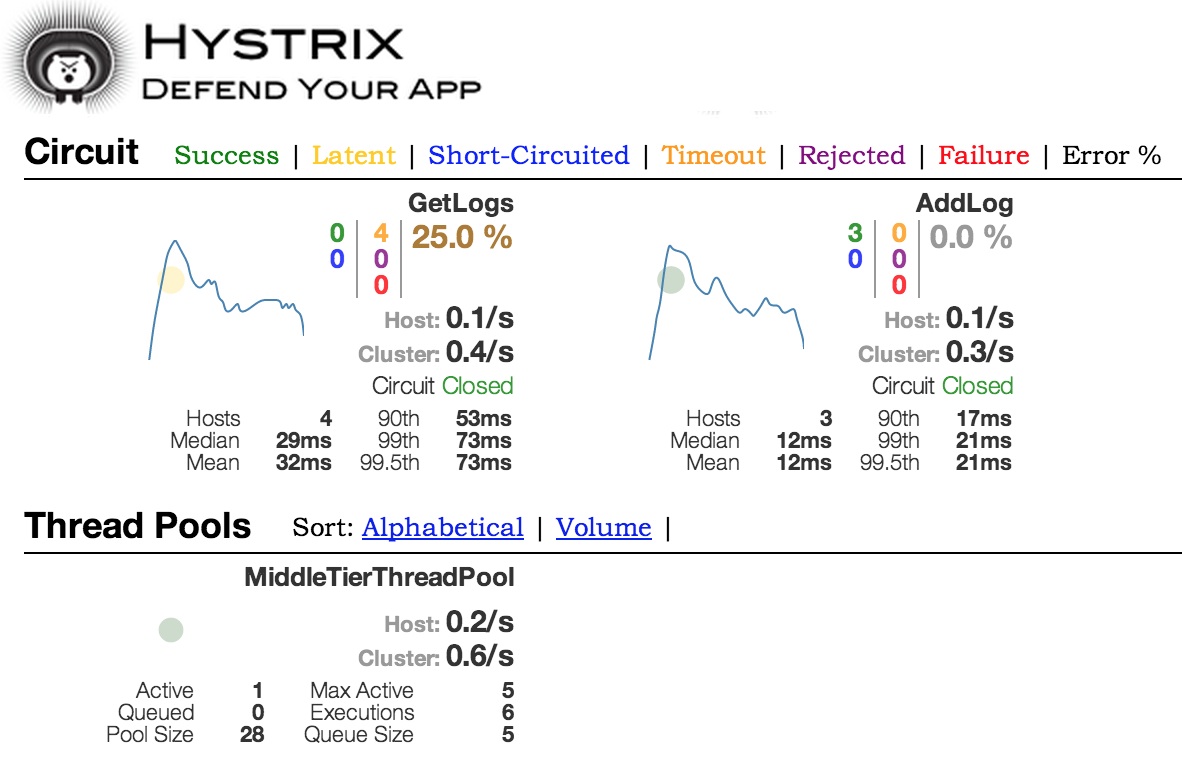 HYSTRIX
DEFEND YOUR APP
Circuit Success | Latent | Short-Circuited | Timeout | Rejected | Failure | Error %
GetLogs
0 4 25.0 %
0 0
0
Host: 0.1/s
Cluster: 0.4/s
Circuit Closed
Hosts 4 90th 53ms
Median 29ms 99th 73ms
Mean 32ms 99.5th 73ms
AddLog
3 0 0.0 %
0 0
0
Host: 0.1/s
Cluster: 0.3/s
Circuit Closed
Hosts 3 90th 17ms
Median 12ms 99th 21ms
Mean 12ms 99.5th 21ms
Thread Pools Sort: Alphabetical | Volume |
MiddleTierThreadPool
Host: 0.2/s
Cluster: 0.6/s
Active 1 Max Active 5
Queued 0 Executions 6
Pool Size 28 Queue Size 5